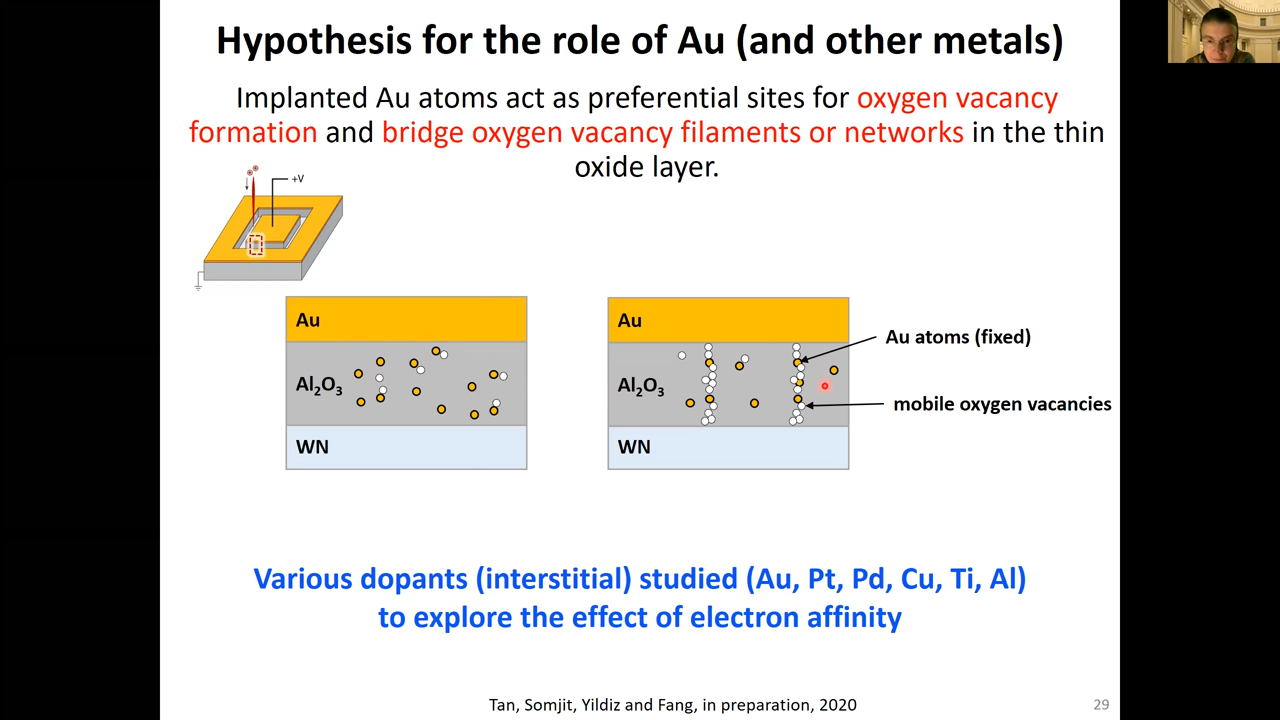 Hypothesis for the role of Au (and other metals)
Implanted Au atoms act as preferential sites for oxygen vacancy
formation and bridge oxygen vacancy filaments or networks in the thin
oxide layer.
+V
Au
Al₂O₃
WN
Au
Al₂O₃
WN
Au atoms (fixed)
mobile oxygen vacancies
Various dopants (interstitial) studied (Au, Pt, Pd, Cu, Ti, Al)
to explore the effect of electron affinity
Tan, Somjit, Yildiz and Fang, in preparation, 2020
29